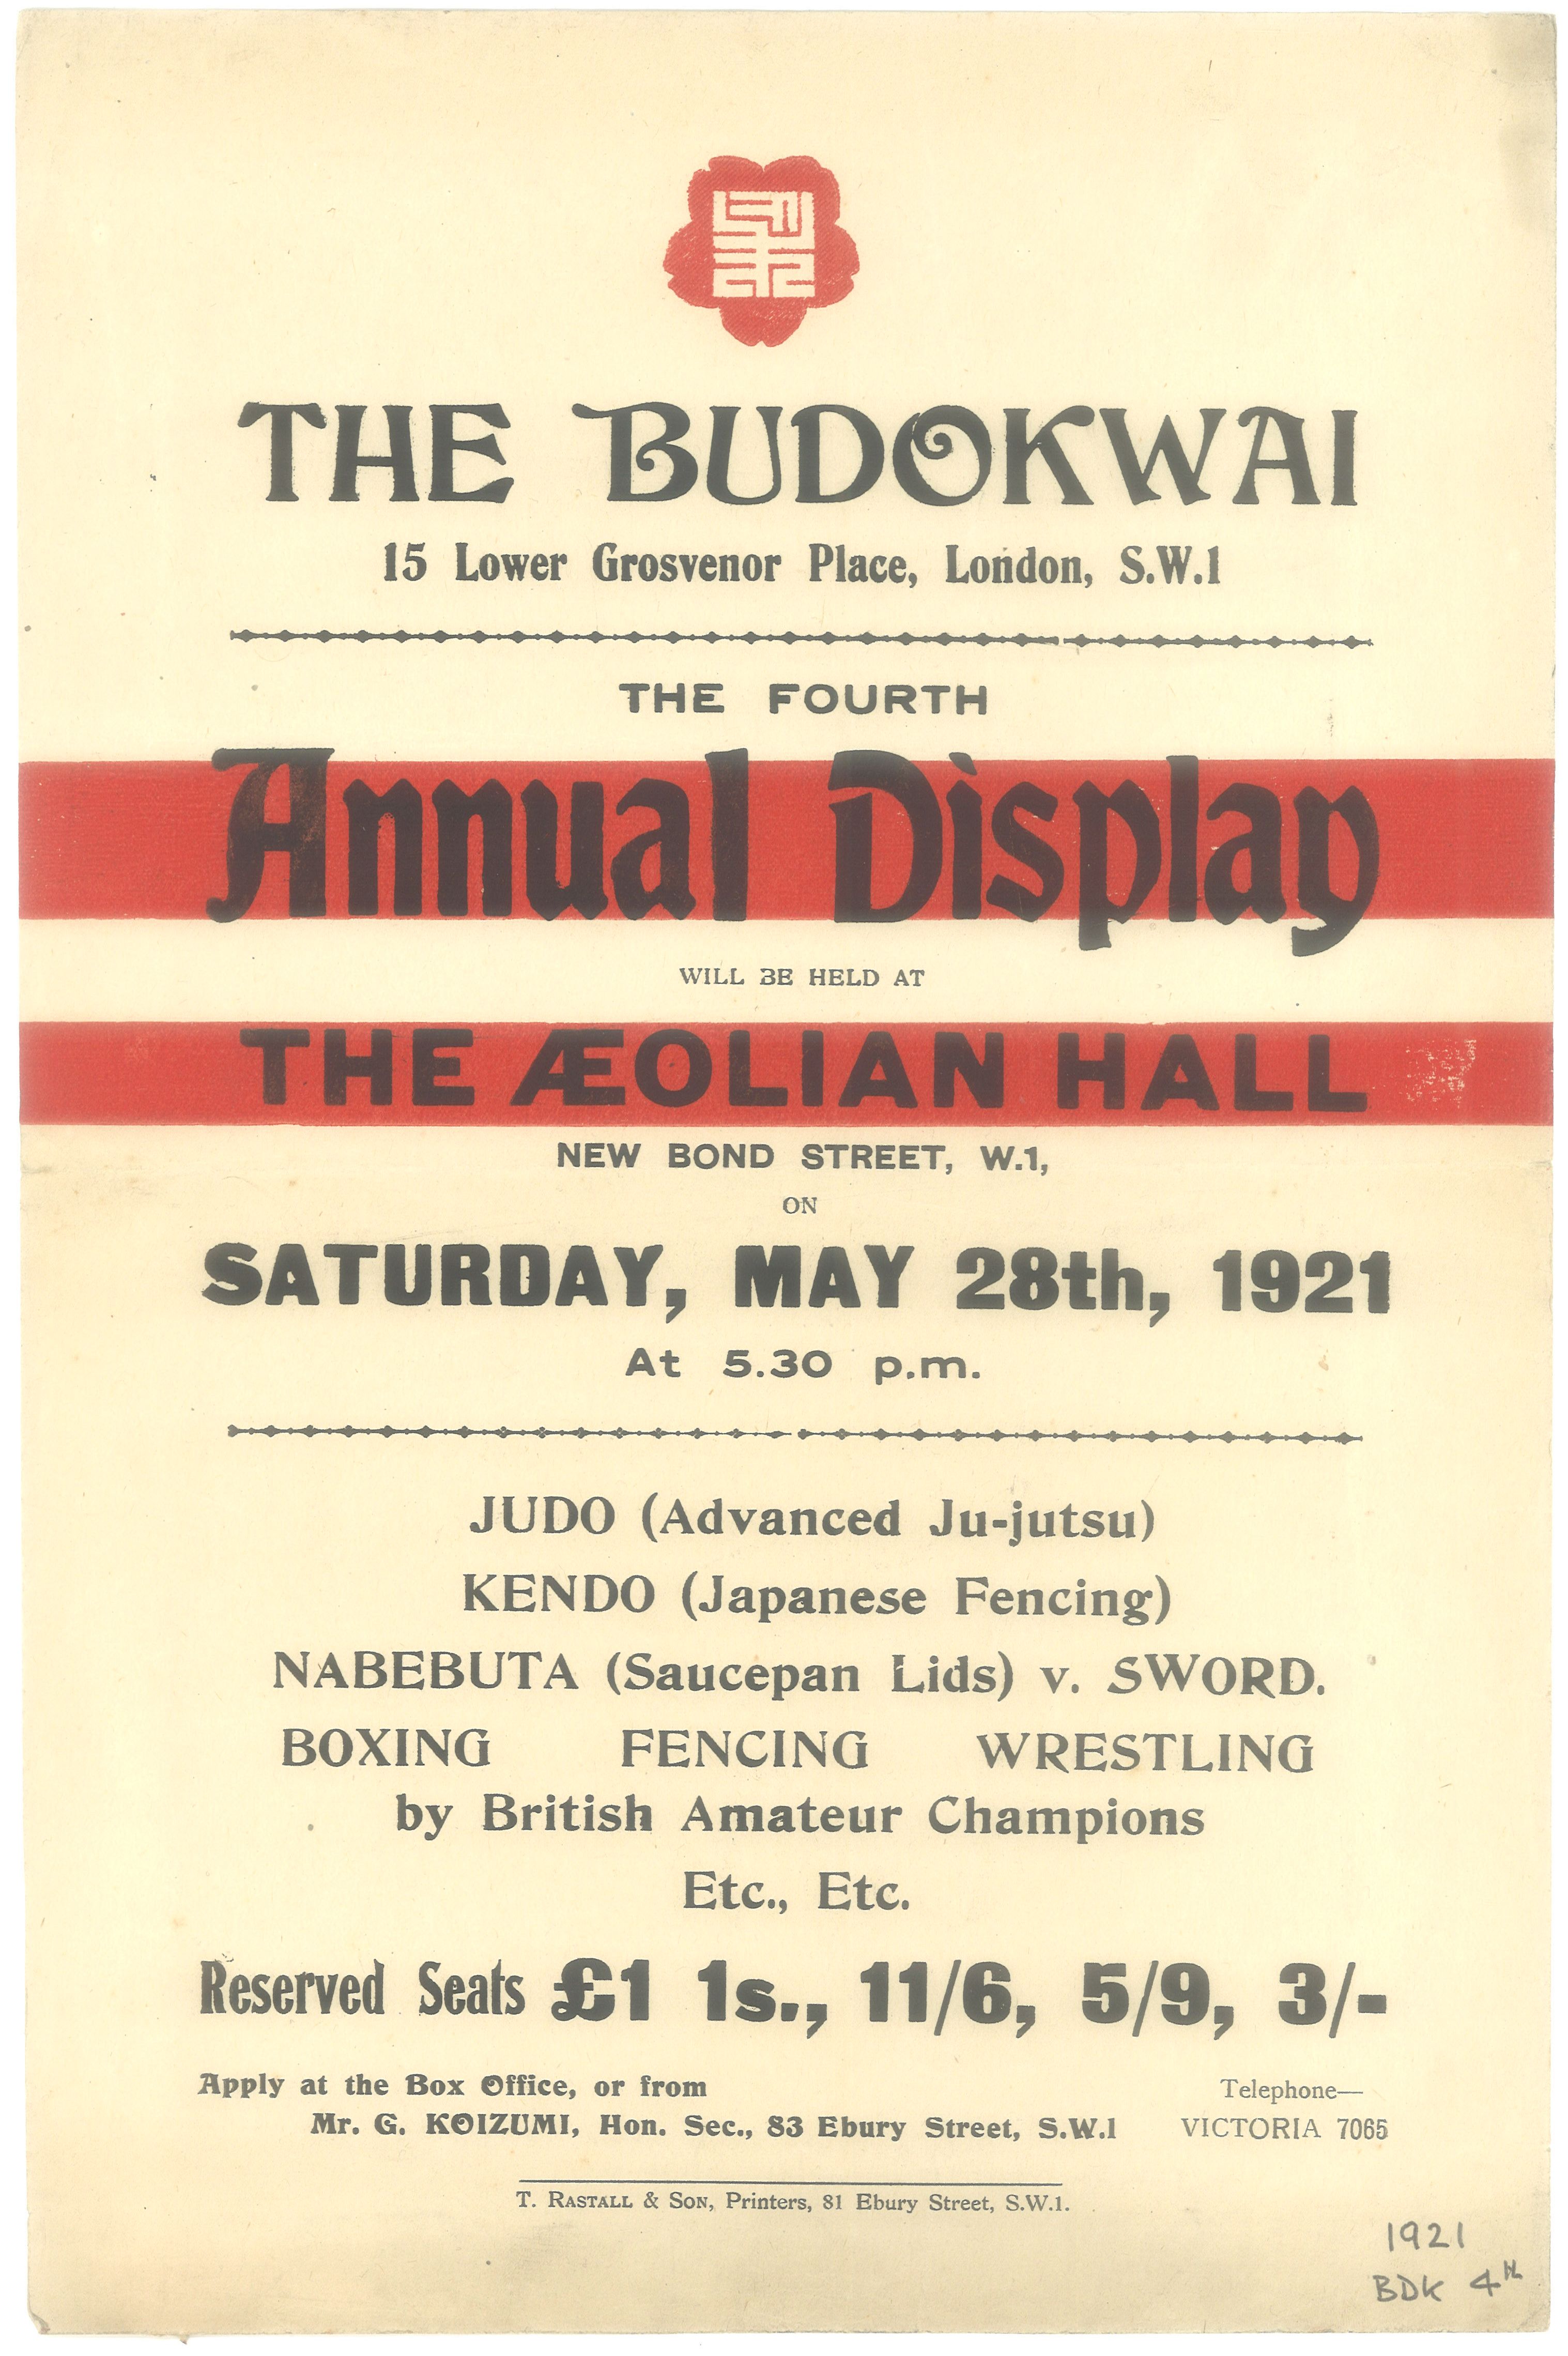 THE BUDOKWAI
15 Lower Grosvenor Place, London, S.W.1
THE FOURTH
Annual Display
WILL BE HELD AT
THE ÆOLIAN HALL
NEW BOND STREET, W.1,
ON
SATURDAY, MAY 28th, 1921
At 5.30 p.m.
JUDO (Advanced Ju-jutsu)
KENDO (Japanese Fencing)
NABEBUTA (Saucepan Lids) v. SWORD.
BOXING FENCING WRESTLING
by British Amateur Champions
Etc., Etc.
Reserved Seats £1 1s., 11/6, 5/9, 3/-
Apply at the Box Office, or from
Mr. G. KOIZUMI, Hon. Sec., 83 Ebury Street, S.W.1
Telephone—
VICTORIA 7065
T. RASTALL & SON, Printers, 81 Ebury Street, S.W.1.
1921
BDK 4th